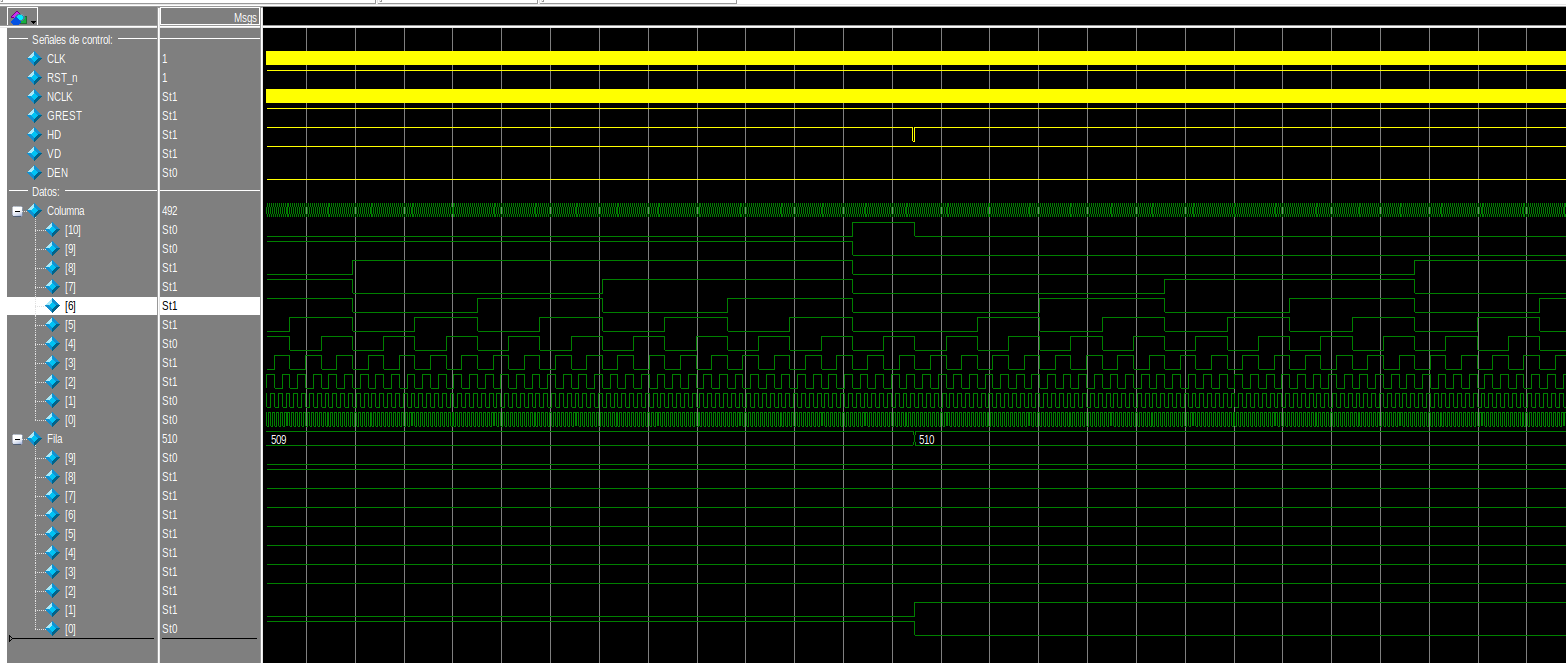 Msgs
Señales de control:
CLK 1
RST_n 1
NCLK St1
GREST St1
HD St1
VD St1
DEN St0
Datos:
Columna 492
[10] St0
[9] St0
[8] St1
[7] St1
[6] St1
[5] St1
[4] St0
[3] St1
[2] St1
[1] St0
[0] St0
Fila 510 509 510
[9] St0
[8] St1
[7] St1
[6] St1
[5] St1
[4] St1
[3] St1
[2] St1
[1] St1
[0] St0